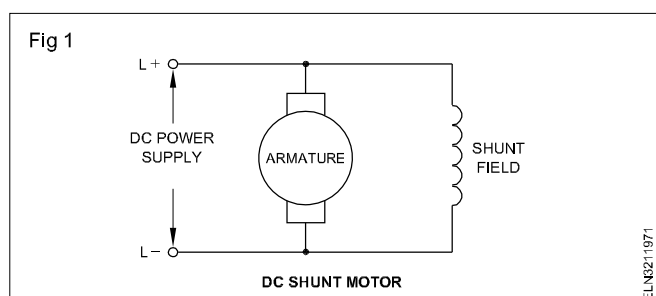 Fig 1
L+
DC POWER
SUPPLY
ARMATURE
SHUNT
FIELD
L−
DC SHUNT MOTOR
ELN3211971